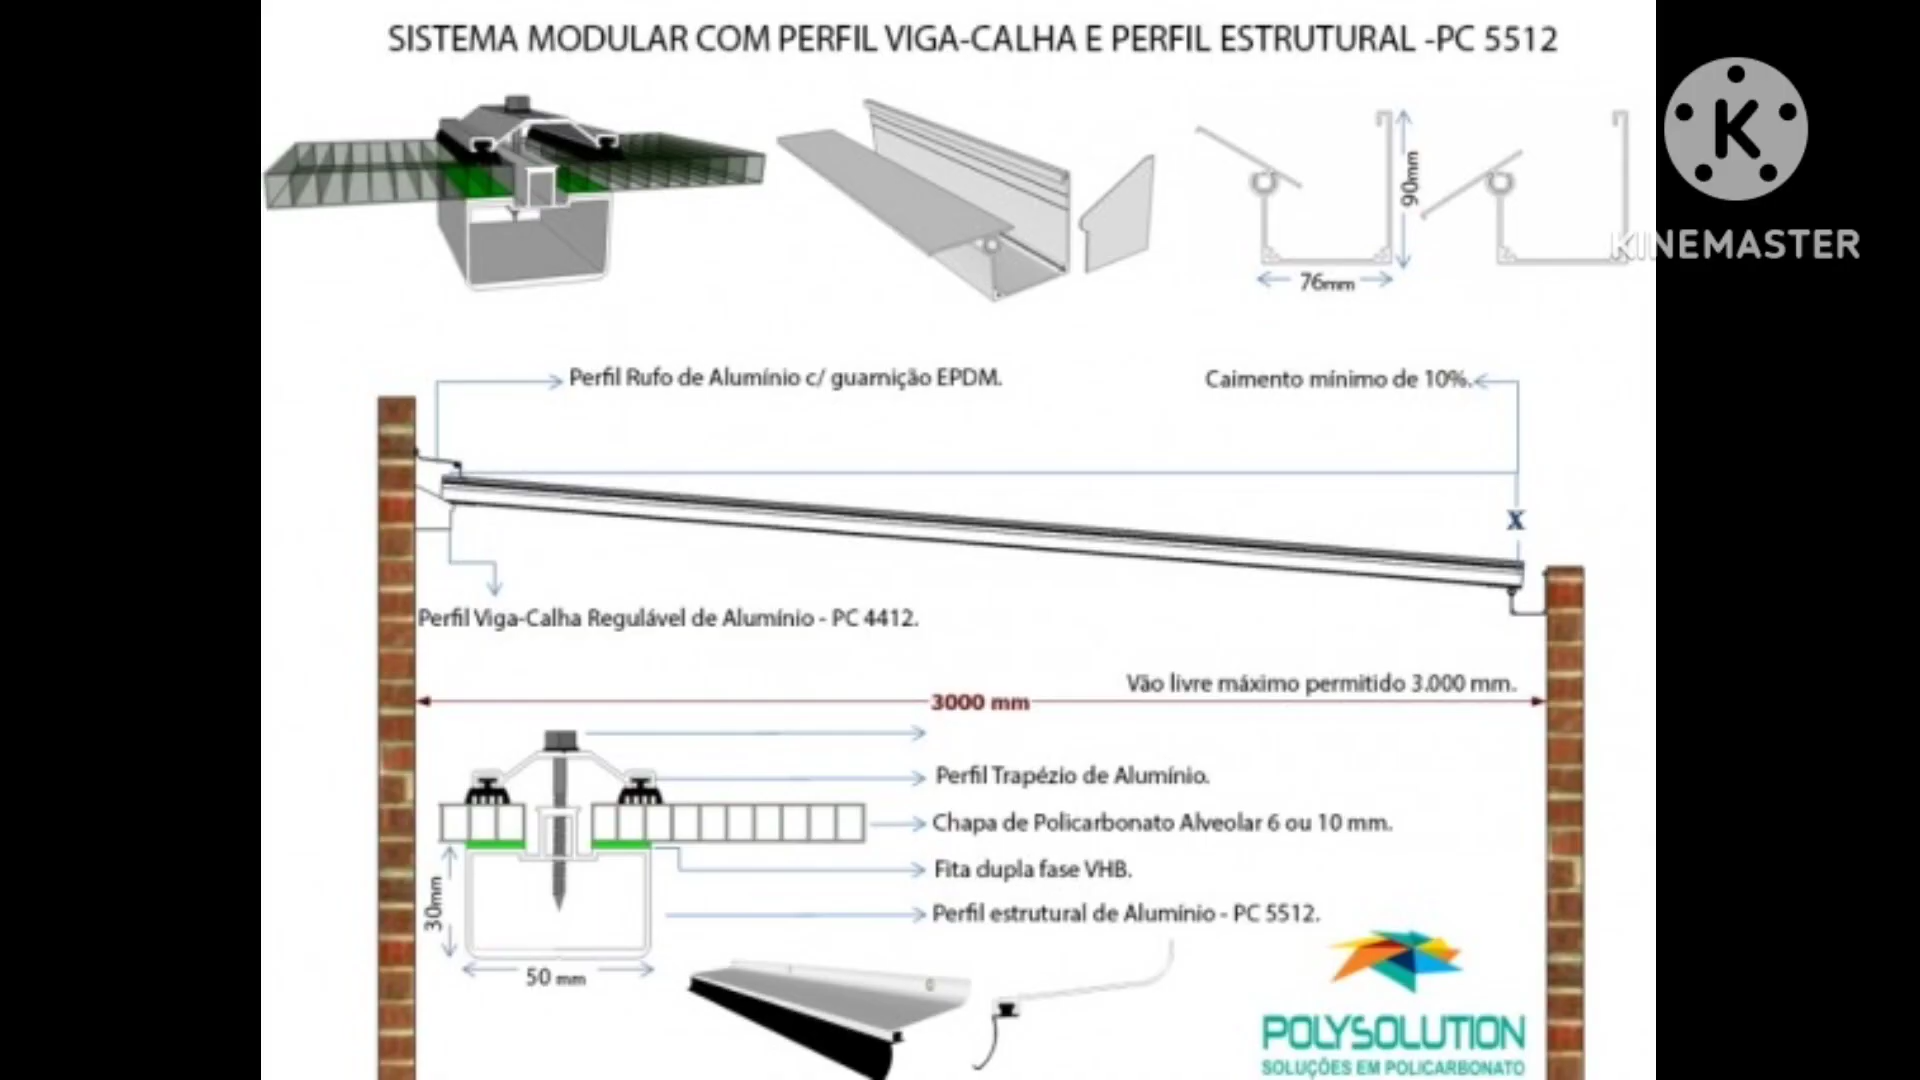 SISTEMA MODULAR COM PERFIL VIGA-CALHA E PERFIL ESTRUTURAL -PC 5512
K
KINEMASTER
90mm
76mm
Perfil Rufo de Alumínio c/ guarnição EPDM.
Caimento mínimo de 10%.
X
Perfil Viga-Calha Regulável de Alumínio - PC 4412.
Vão livre máximo permitido 3.000 mm.
3000 mm
Perfil Trapézio de Alumínio.
Chapa de Policarbonato Alveolar 6 ou 10 mm.
Fita dupla fase VHB.
30mm
Perfil estrutural de Alumínio - PC 5512.
50 mm
POLYSOLUTION
SOLUÇÕES EM POLICARBONATO